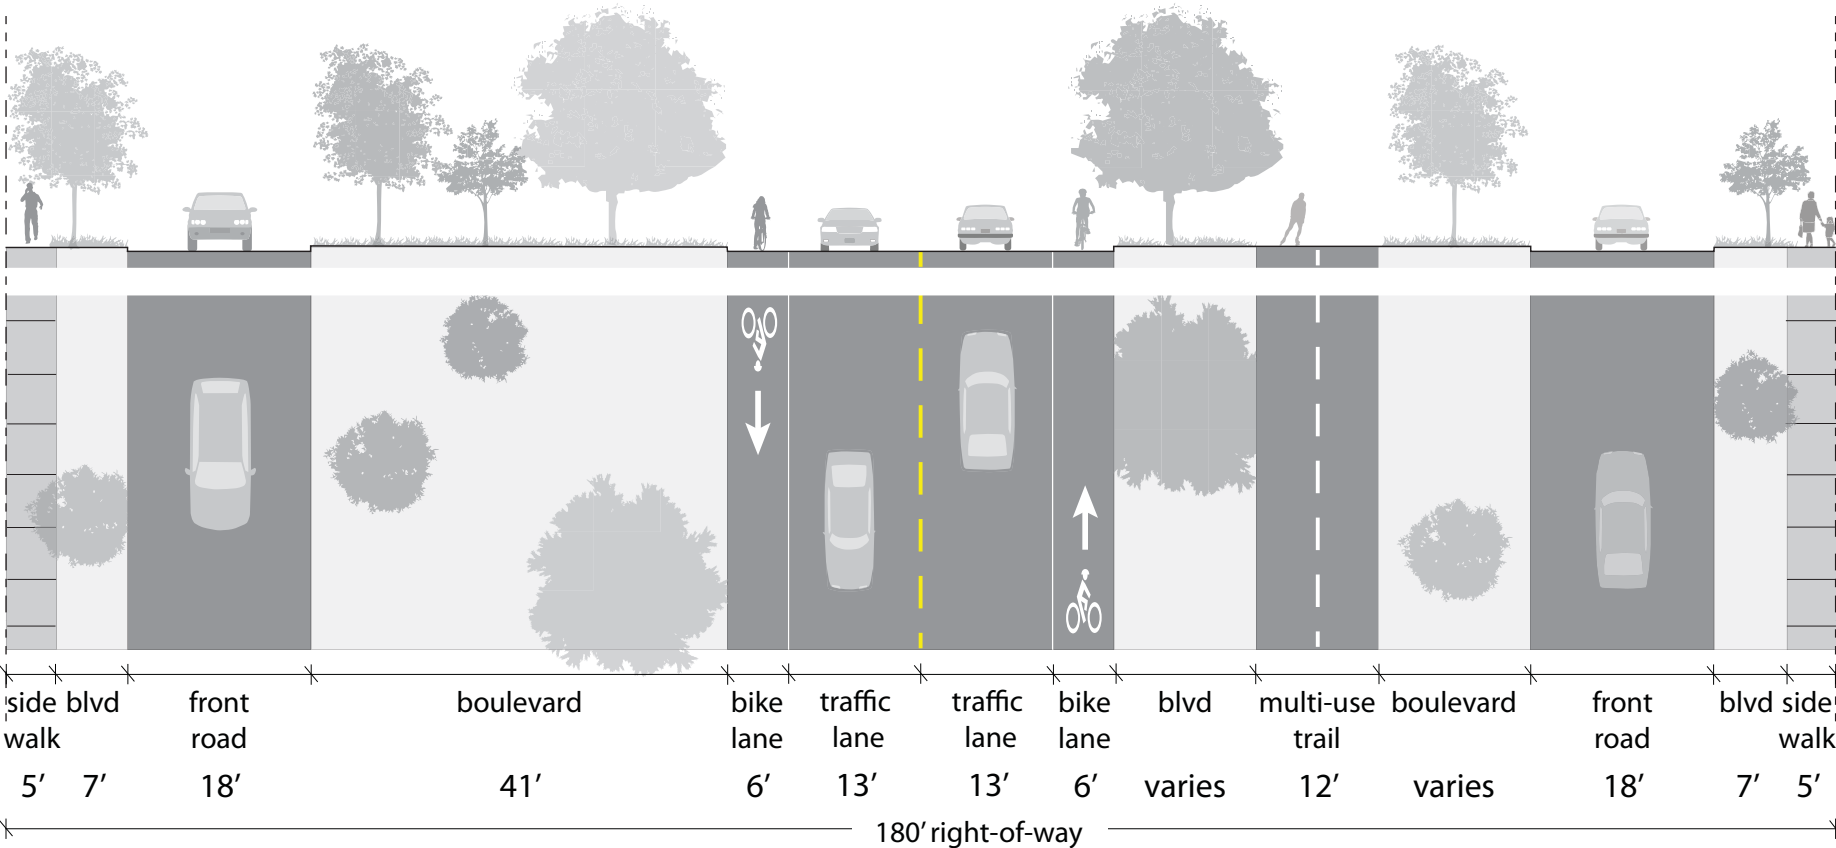 side blvd front boulevard bike traffic traffic bike blvd multi-use boulevard front blvd side
walk road lane lane lane lane trail road walk
5’ 7’ 18’ 41’ 6’ 13’ 13’ 6’ varies 12’ varies 18’ 7’ 5’
180’ right-of-way